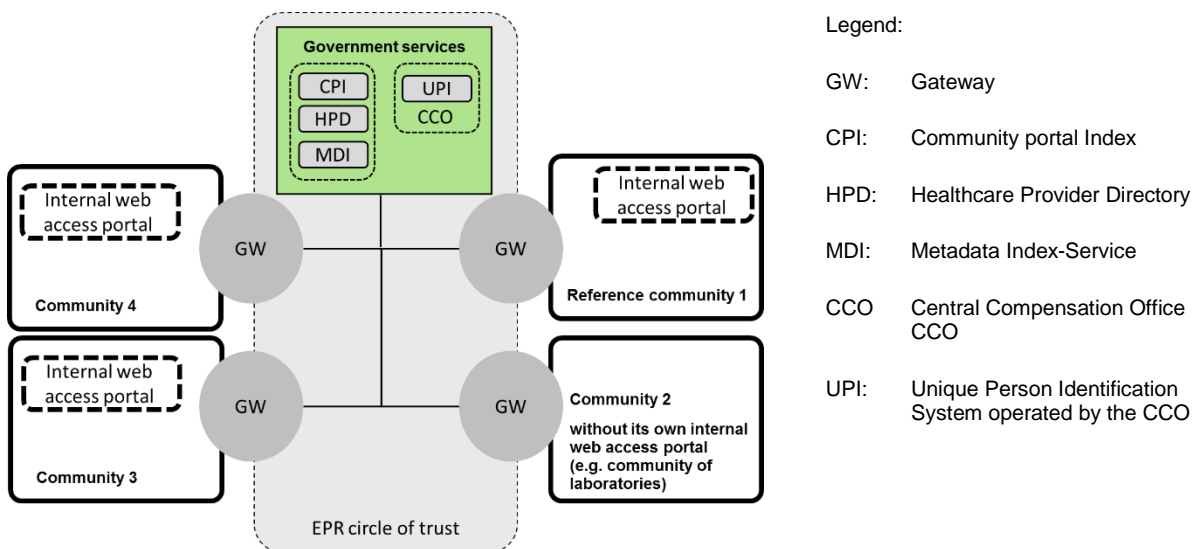 Government services
CPI
HPD
MDI
UPI
CCO
Internal web
access portal
GW
Community 4
GW
Internal web
access portal
Reference community 1
Internal web
access portal
GW
Community 3
GW
Community 2
without its own internal
web access portal
(e.g. community of
laboratories)
EPR circle of trust
Legend:
GW: Gateway
CPI: Community portal Index
HPD: Healthcare Provider Directory
MDI: Metadata Index-Service
CCO Central Compensation Office
CCO
UPI: Unique Person Identification
System operated by the CCO